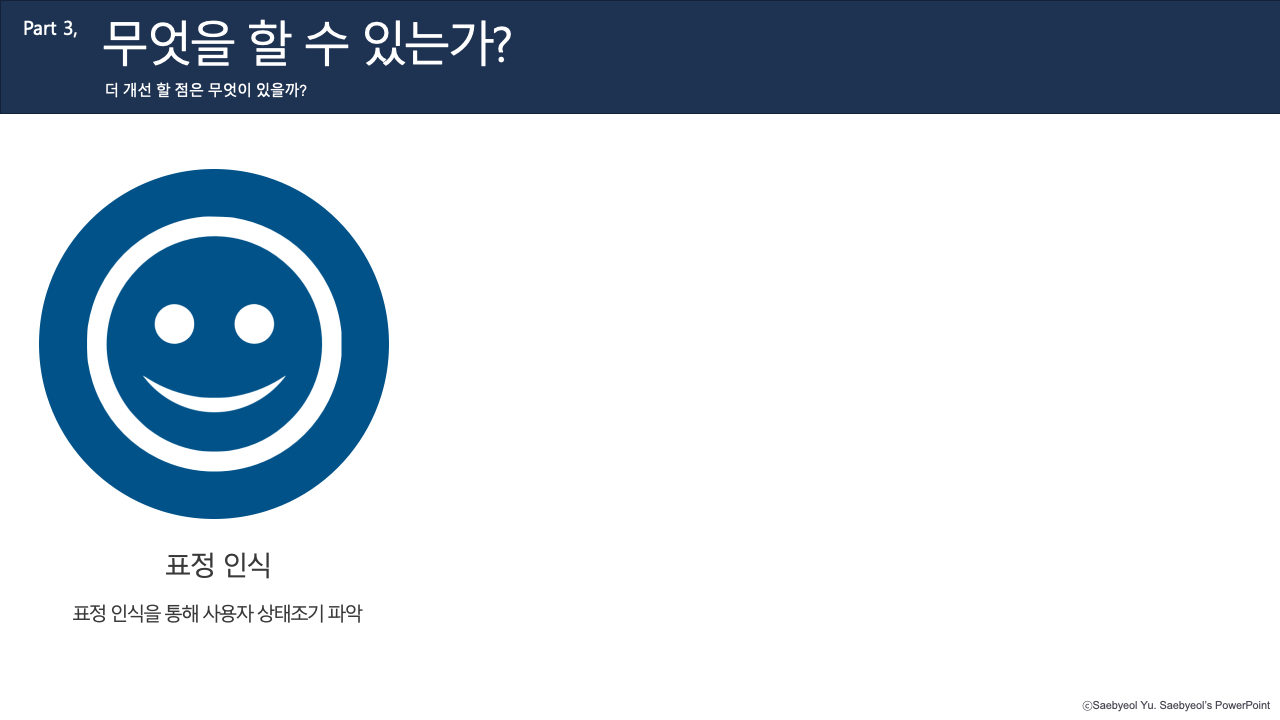 Part 3,
무엇을 할 수 있는가?
더 개선 할 점은 무엇이 있을까?
표정 인식
표정 인식을 통해 사용자 상태조기 파악
ⓒSaebyeol Yu. Saebyeol's PowerPoint